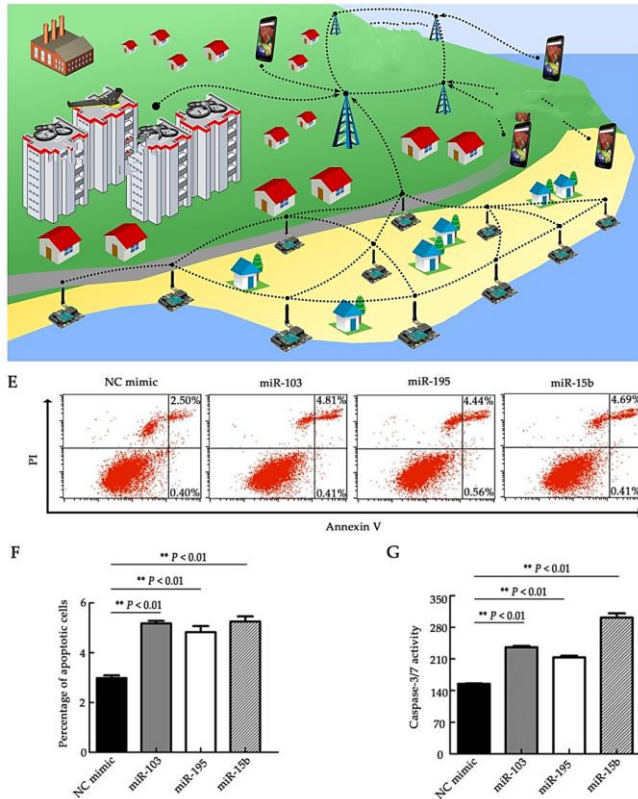 E
NC mimic miR-103 miR-195 miR-15b
2.50% 4.81% 4.44% 4.69%
PI
0.40% 0.41% 0.56% 0.41%
Annexin V
F
** P < 0.01
** P < 0.01
** P < 0.01
Percentage of apoptotic cells
6
4
2
0
NC mimic miR-103 miR-195 miR-15b
G
** P < 0.01
** P < 0.01
** P < 0.01
Caspase-3/7 activity
350
280
210
140
70
0
NC mimic miR-103 miR-195 miR-15b